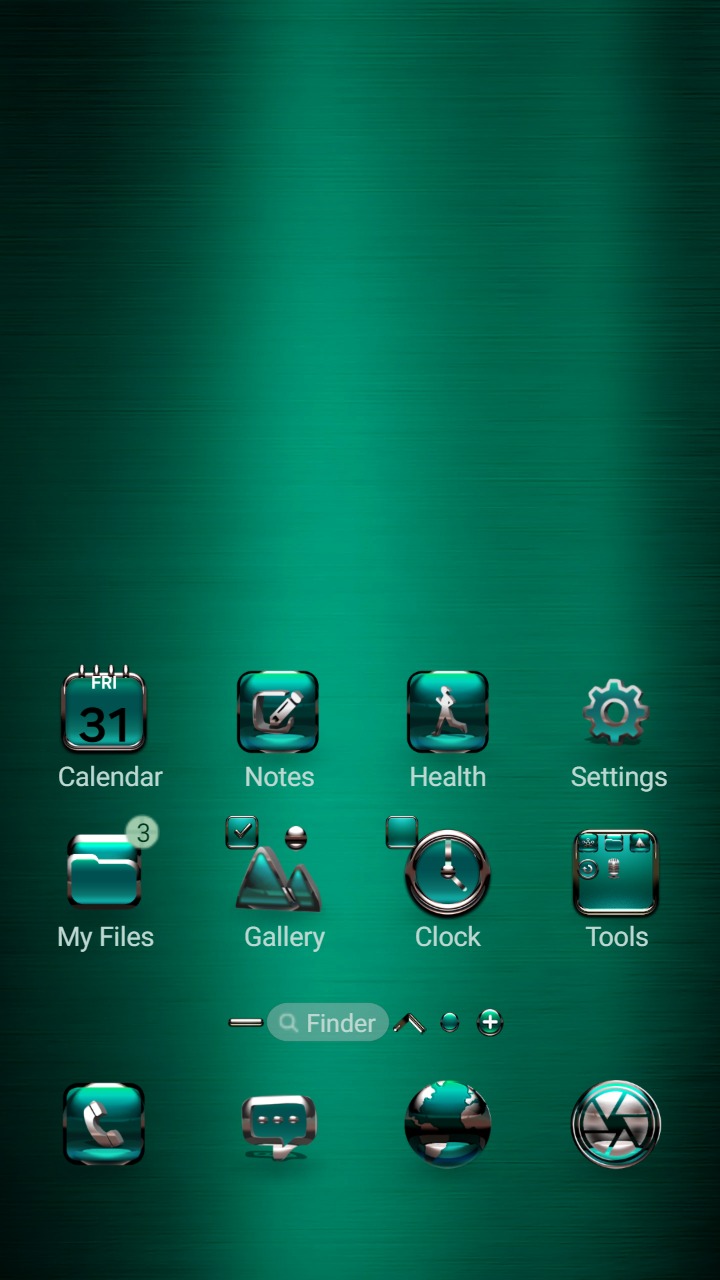 FRI
31
Calendar
Notes
Health
Settings
3
My Files
Gallery
Clock
Tools
Finder